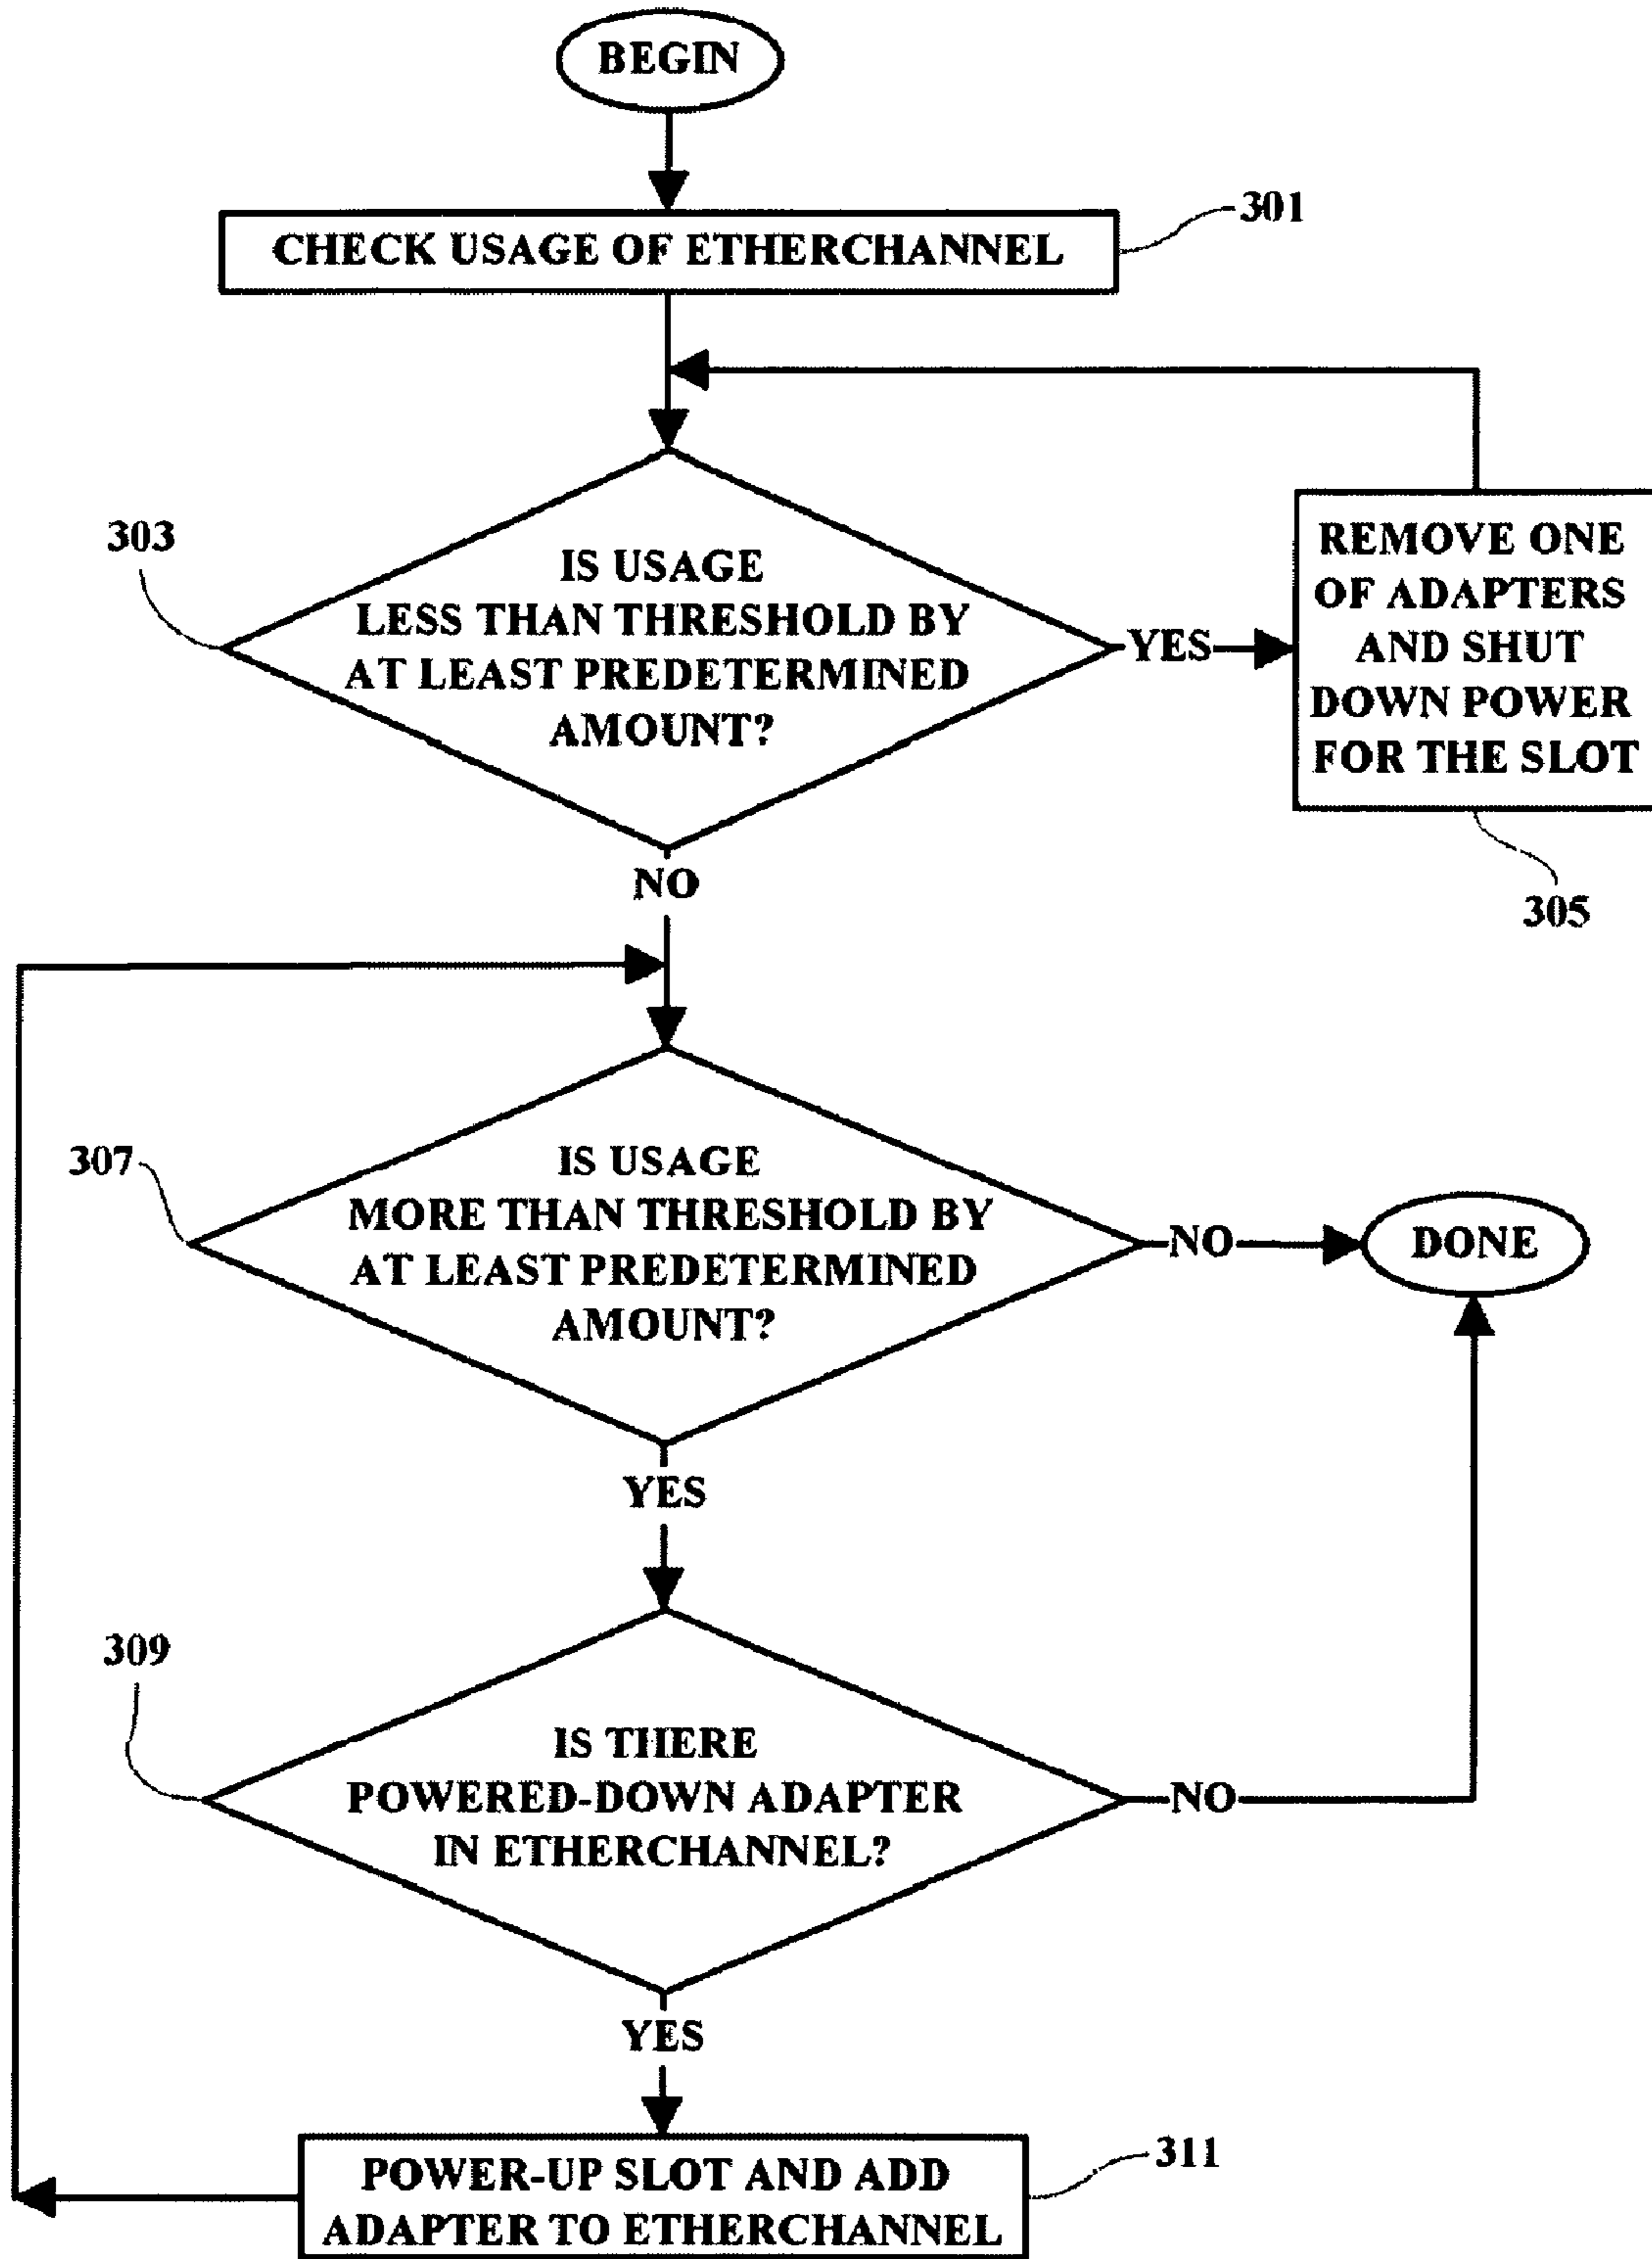 BEGIN
301
CHECK USAGE OF ETHERCHANNEL
303
IS USAGE
LESS THAN THRESHOLD BY
AT LEAST PREDETERMINED
AMOUNT?
YES
REMOVE ONE
OF ADAPTERS
AND SHUT
DOWN POWER
FOR THE SLOT
305
NO
307
IS USAGE
MORE THAN THRESHOLD BY
AT LEAST PREDETERMINED
AMOUNT?
NO
DONE
YES
309
IS THERE
POWERED-DOWN ADAPTER
IN ETHERCHANNEL?
NO
YES
311
POWER-UP SLOT AND ADD
ADAPTER TO ETHERCHANNEL